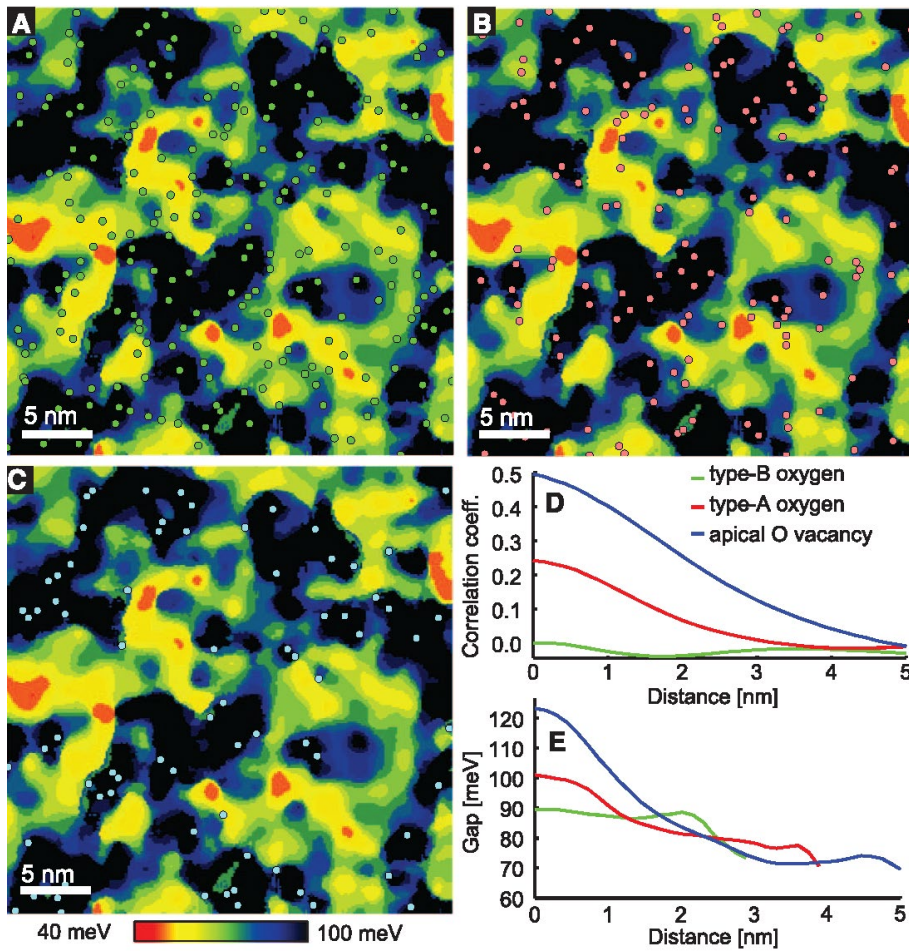 A
B
5 nm
5 nm
C
5 nm
40 meV
100 meV
type-B oxygen
type-A oxygen
apical O vacancy
D
Correlation coeff.
0.5
0.4
0.3
0.2
0.1
0.0
0 1 2 3 4 5
Distance [nm]
E
Gap [meV]
120
110
100
90
80
70
60
0 1 2 3 4 5
Distance [nm]